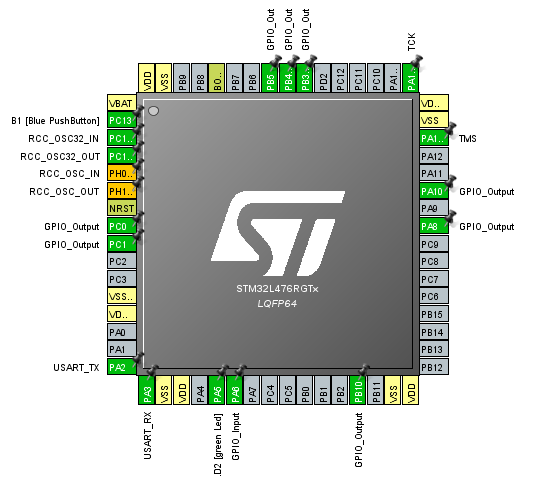 GPIO_Out
GPIO_Out
GPIO_Out
TCK
VDD
VSS
PB9
PB8
BO..
PB7
PB6
PB5
PB4..
PB3..
PD2
PC12
PC11
PC10
PA1..
PA1..
VBAT
B1 [Blue PushButton] PC13
RCC_OSC32_IN PC1..
RCC_OSC32_OUT PC1..
RCC_OSC_IN PH0..
RCC_OSC_OUT PH1..
NRST
GPIO_Output PC0
GPIO_Output PC1
PC2
PC3
VSS..
VD..
PA0
PA1
USART_TX PA2
ST
STM32L476RGTx
LQFP64
VD..
VSS
PA1.. TMS
PA12
PA11
PA10 GPIO_Output
PA9
PA8 GPIO_Output
PC9
PC8
PC7
PC6
PB15
PB14
PB13
PB12
PA3
VSS
VDD
PA4
PA5
PA6
PA7
PC4
PC5
PB0
PB1
PB2
PB10
PB11
VSS
VDD
USART_RX
.D2 [green Led]
GPIO_Input
GPIO_Output